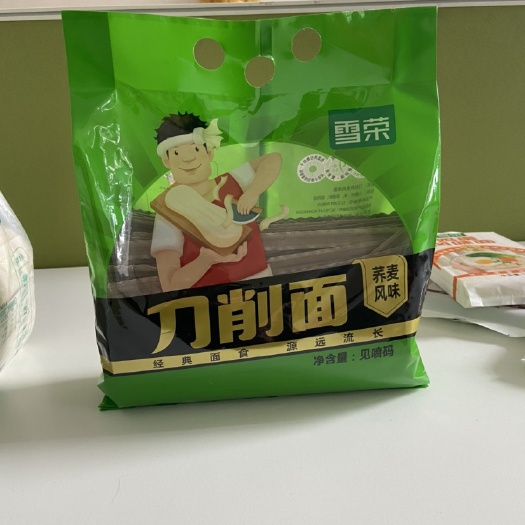 雪荣
刀削面
荞麦
风味
经典面食 源远流长
净含量：见喷码